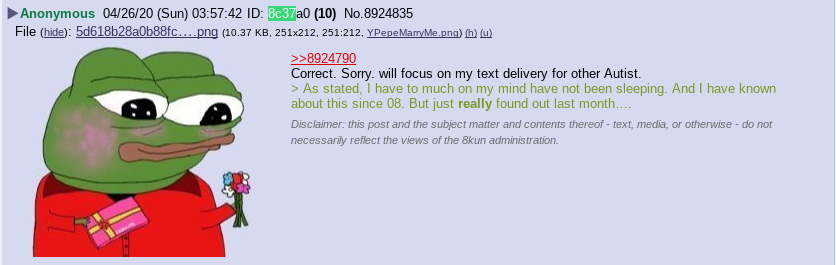 ▶Anonymous 04/26/20 (Sun) 03:57:42 ID: 8c37a0 (10) No.8924835
File (hide): 5d618b28a0b88fc….png (10.37 KB, 251x212, 251:212, YPepeMarryMe.png) (h) (u)
>>8924790
Correct. Sorry. will focus on my text delivery for other Autist.
> As stated, I have to much on my mind have not been sleeping. And I have known
about this since 08. But just really found out last month….
Disclaimer: this post and the subject matter and contents thereof - text, media, or otherwise - do not
necessarily reflect the views of the 8kun administration.